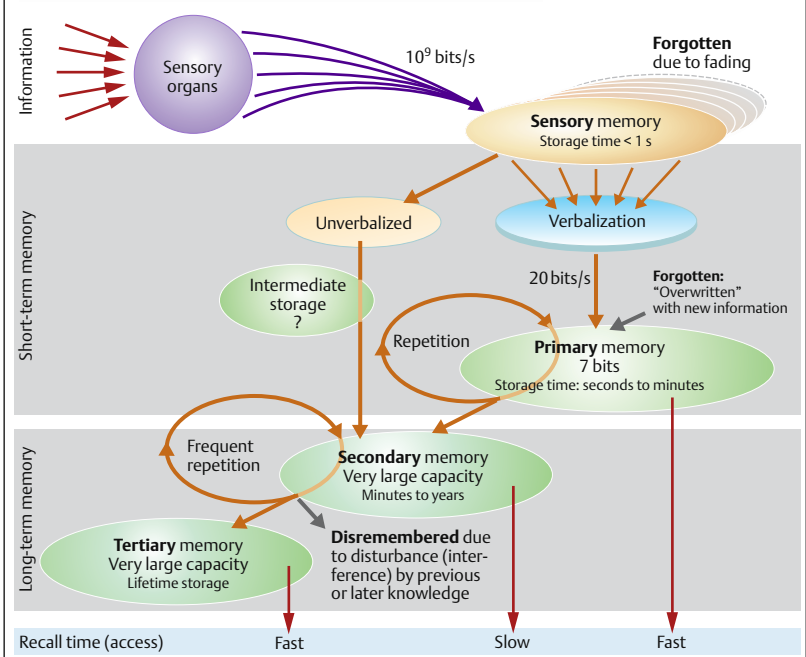 Information
Sensory
organs
10⁹ bits/s
Forgotten
due to fading
Sensory memory
Storage time < 1 s
Short-term memory
Unverbalized
Verbalization
Intermediate
storage
?
20 bits/s
Forgotten:
"Overwritten"
with new information
Repetition
Primary memory
7 bits
Storage time: seconds to minutes
Long-term memory
Frequent
repetition
Secondary memory
Very large capacity
Minutes to years
Tertiary memory
Very large capacity
Lifetime storage
Disremembered due
to disturbance (inter-
ference) by previous
or later knowledge
Recall time (access)
Fast
Slow
Fast